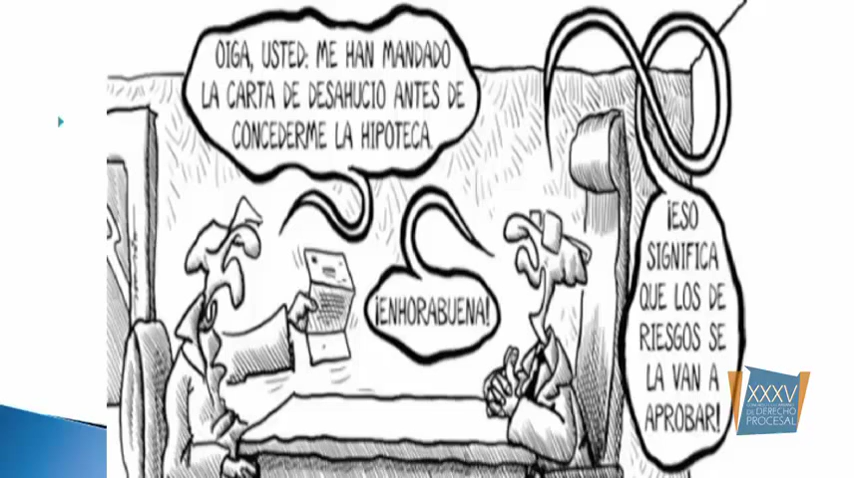 OIGA, USTED: ME HAN MANDADO
LA CARTA DE DESAHUCIO ANTES DE
CONCEDERME LA HIPOTECA.
¡ENHORABUENA!
¡ESO
SIGNIFICA
QUE LOS DE
RIESGOS SE
LA VAN A
APROBAR!
XXXV
DE DERECHO
PROCESAL